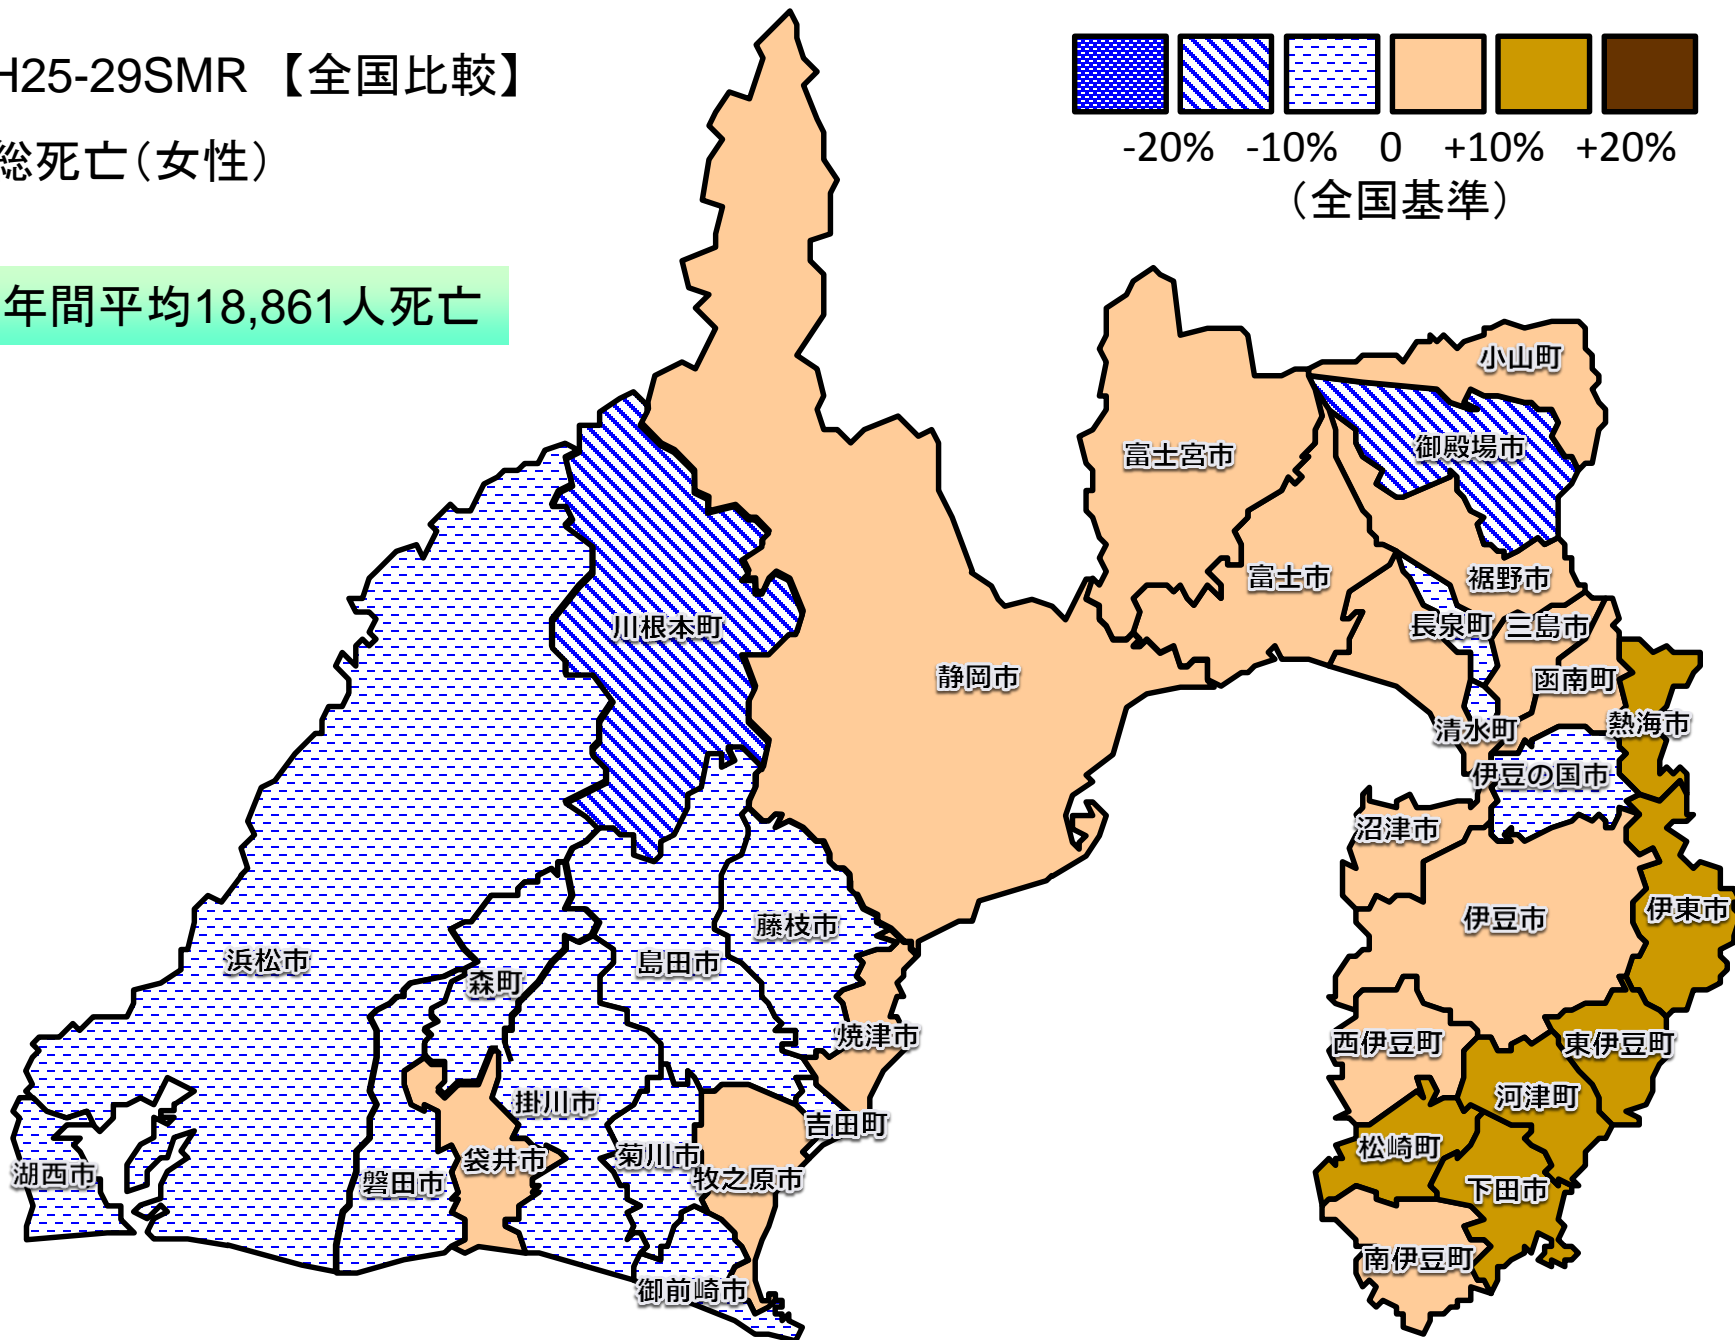 H25-29SMR 【全国比較】
総死亡（女性）
年間平均18,861人死亡
-20% -10% 0 +10% +20%
（全国基準）
小山町
御殿場市
富士宮市
富士市
裾野市
川根本町
長泉町
三島市
静岡市
函南町
熱海市
清水町
伊豆の国市
沼津市
伊豆市
伊東市
藤枝市
島田市
浜松市
森町
焼津市
西伊豆町
東伊豆町
河津町
掛川市
吉田町
松崎町
菊川市
袋井市
湖西市
磐田市
牧之原市
下田市
南伊豆町
御前崎市